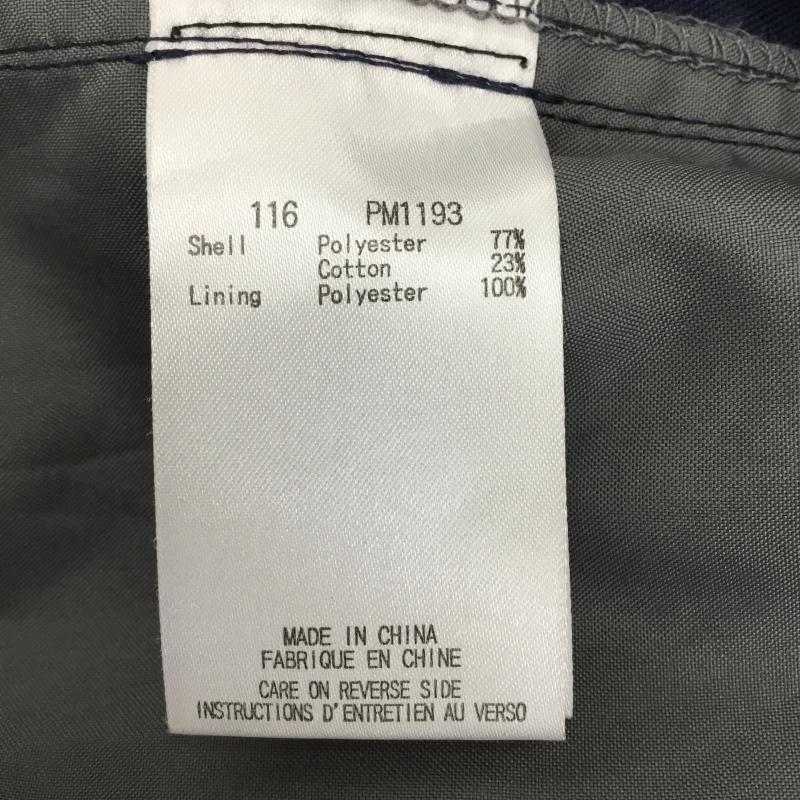 116 PM1193
Shell Polyester 77%
Cotton 23%
Lining Polyester 100%
MADE IN CHINA
FABRIQUE EN CHINE
CARE ON REVERSE SIDE
INSTRUCTIONS D'ENTRETIEN AU VERSO